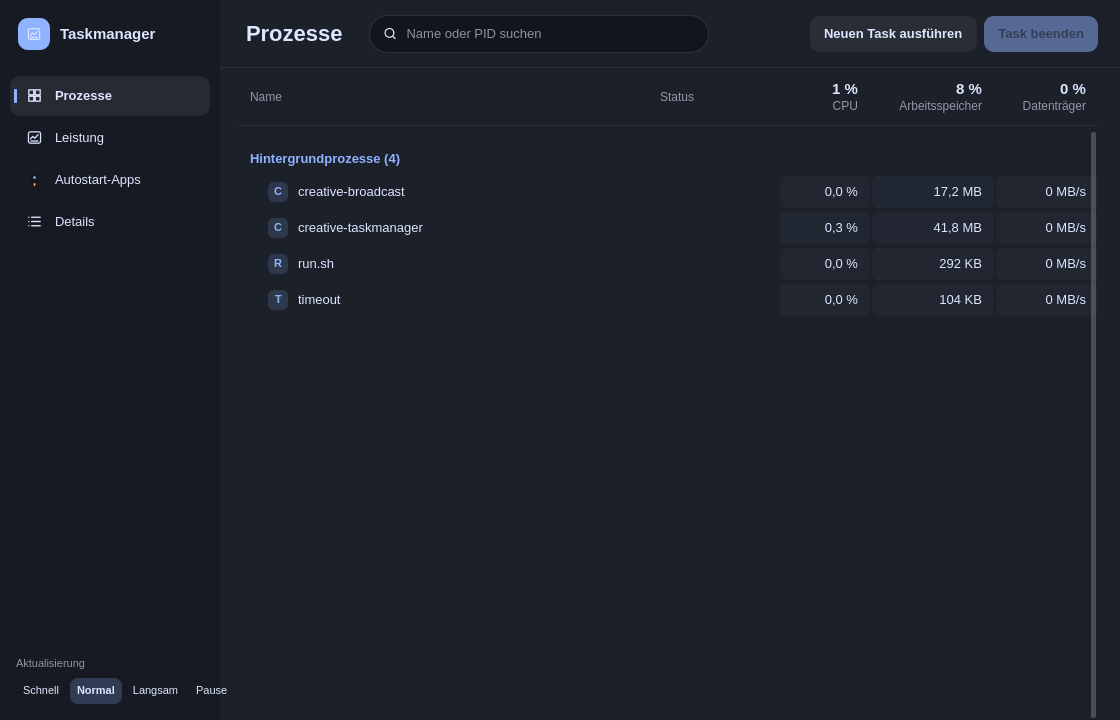 Taskmanager
Prozesse
Leistung
Autostart-Apps
Details
Aktualisierung
Schnell Normal Langsam Pause
Prozesse
Name oder PID suchen
Neuen Task ausführen
Task beenden
Name Status 1 % CPU 8 % Arbeitsspeicher 0 % Datenträger
Hintergrundprozesse (4)
C creative-broadcast 0,0 % 17,2 MB 0 MB/s
C creative-taskmanager 0,3 % 41,8 MB 0 MB/s
R run.sh 0,0 % 292 KB 0 MB/s
T timeout 0,0 % 104 KB 0 MB/s